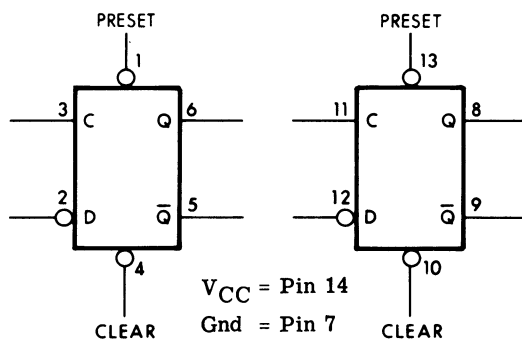 PRESET PRESET
1 13
3 C Q 6 11 C Q 8
2 D Q̅ 5 12 D Q̅ 9
4 10
V_CC = Pin 14
CLEAR Gnd = Pin 7 CLEAR